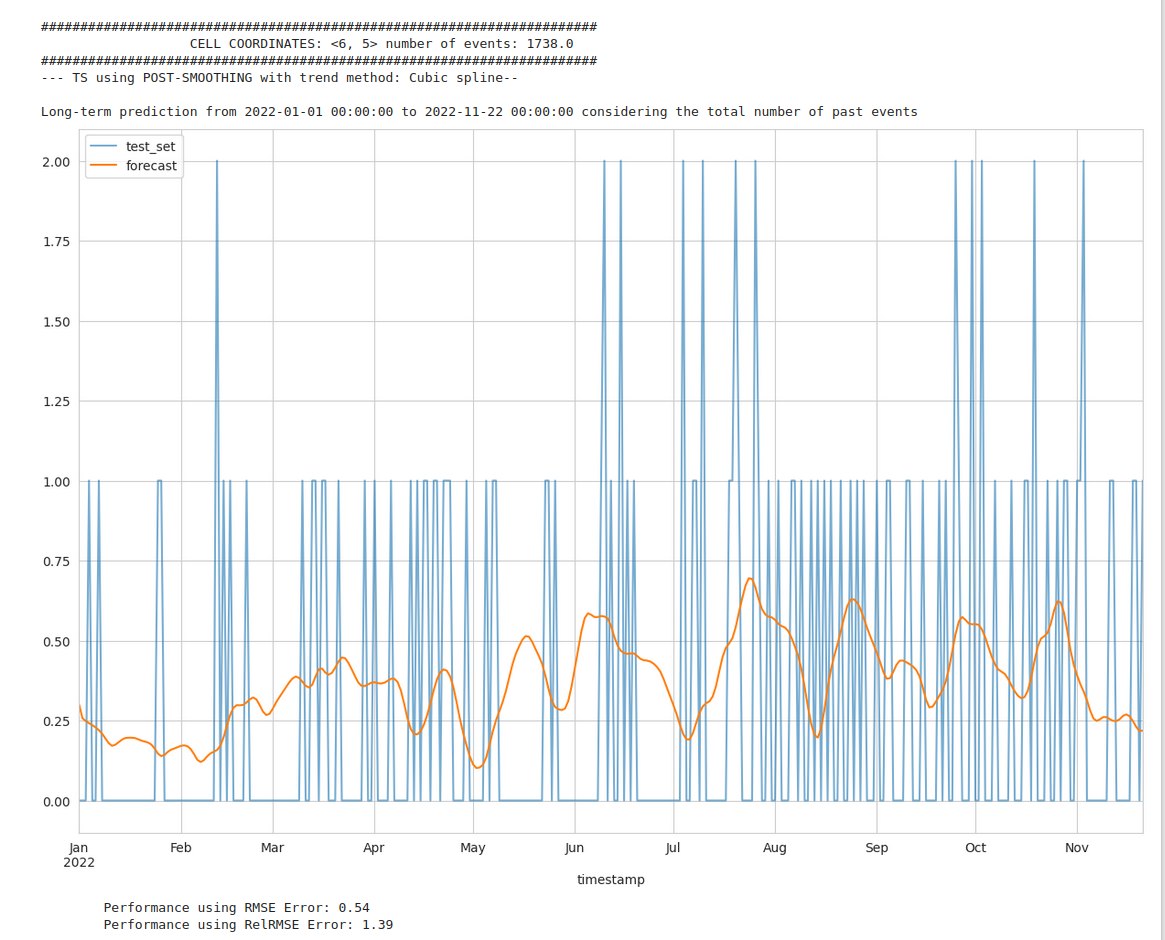 #######################################################################
CELL COORDINATES: <6, 5> number of events: 1738.0
#######################################################################
--- TS using POST-SMOOTHING with trend method: Cubic spline--
Long-term prediction from 2022-01-01 00:00:00 to 2022-11-22 00:00:00 considering the total number of past events
test_set
forecast
2.00
1.75
1.50
1.25
1.00
0.75
0.50
0.25
0.00
Jan Feb Mar Apr May Jun Jul Aug Sep Oct Nov
2022
timestamp
Performance using RMSE Error: 0.54
Performance using RelRMSE Error: 1.39